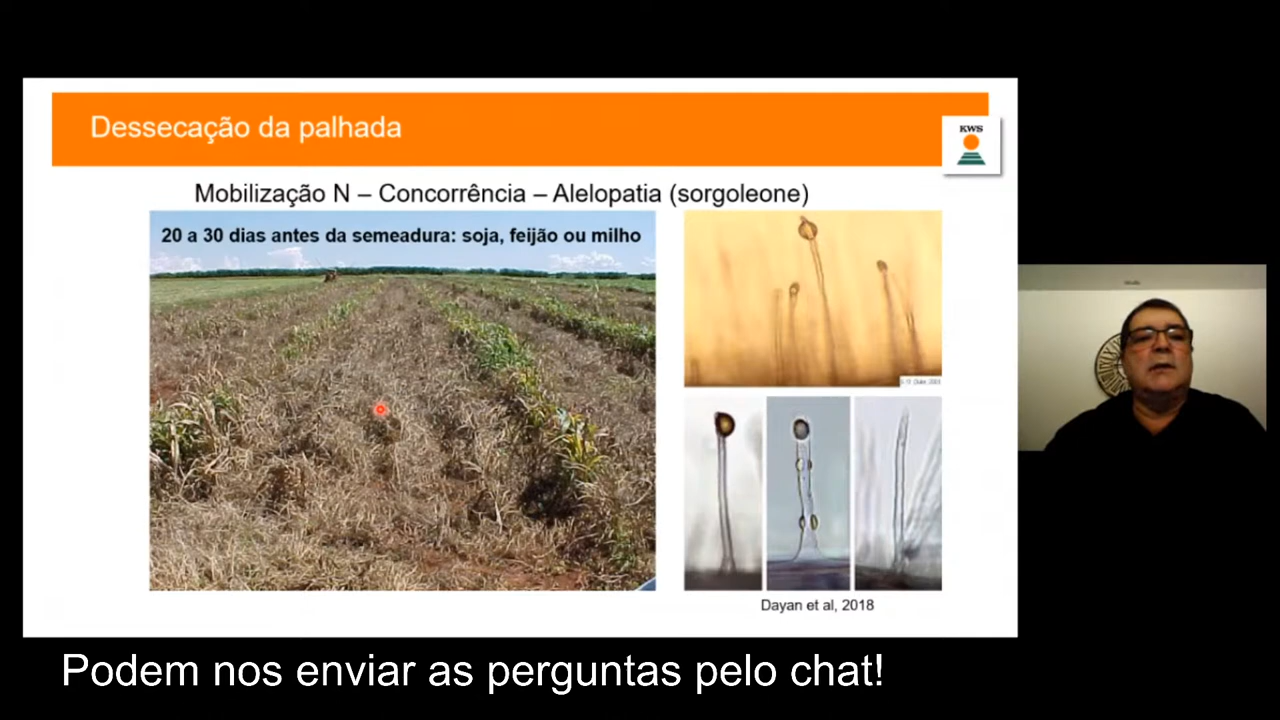 Dessecação da palhada
KWS
Mobilização N – Concorrência – Alelopatia (sorgoleone)
20 a 30 dias antes da semeadura: soja, feijão ou milho
Dayan et al, 2018
Podem nos enviar as perguntas pelo chat!